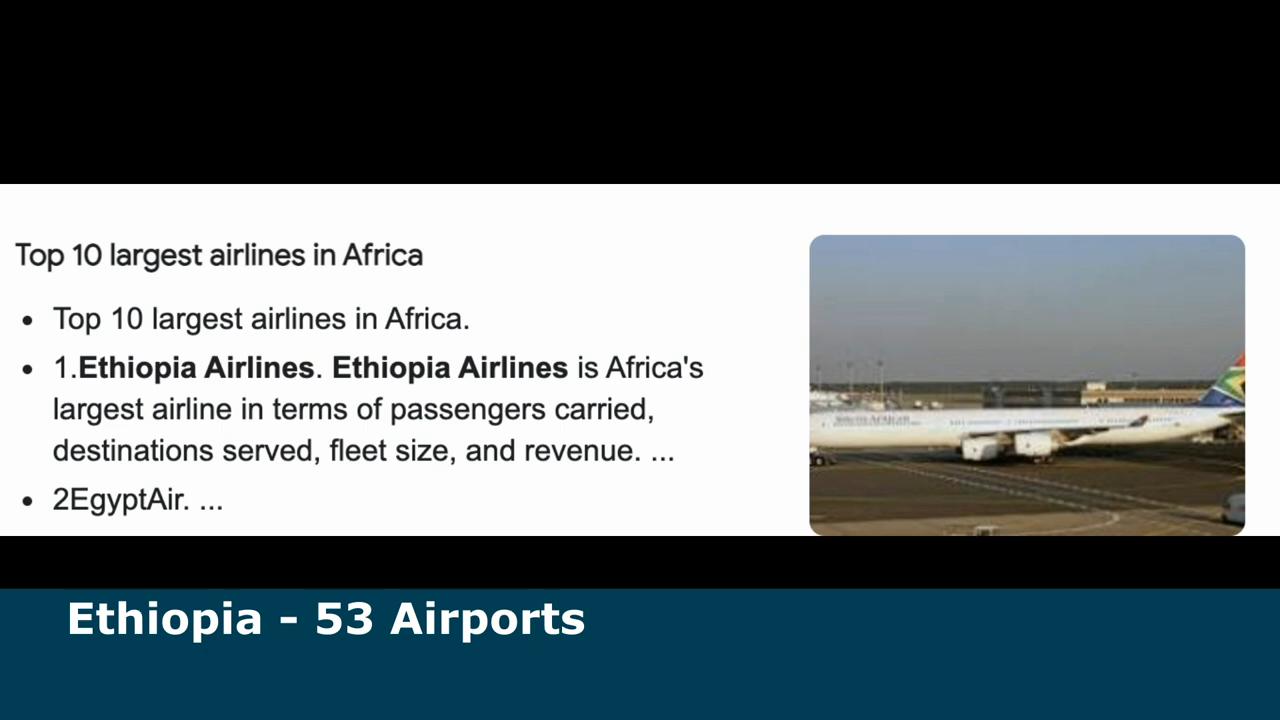 Top 10 largest airlines in Africa
• Top 10 largest airlines in Africa.
• 1.Ethiopia Airlines. Ethiopia Airlines is Africa's
largest airline in terms of passengers carried,
destinations served, fleet size, and revenue. ...
• 2EgyptAir. ...
Ethiopia - 53 Airports